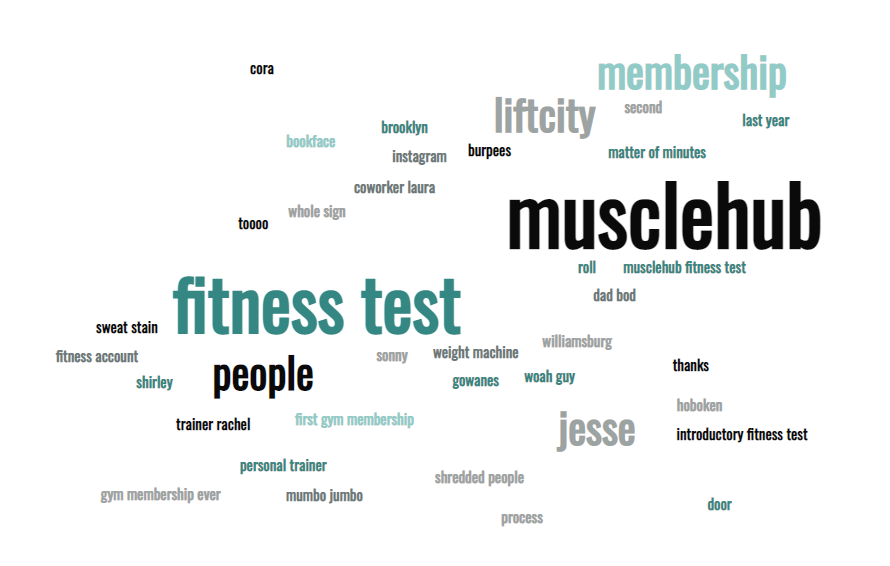 cora
membership
liftcity
second
last year
brooklyn
bookface
instagram
burpees
matter of minutes
coworker laura
whole sign
toooo
musclehub
roll
musclehub fitness test
dad bod
fitness test
sweat stain
fitness account
sonny
weight machine
williamsburg
people
shirley
gowanes
woah guy
thanks
trainer rachel
first gym membership
jesse
hoboken
introductory fitness test
personal trainer
shredded people
gym membership ever
mumbo jumbo
door
process